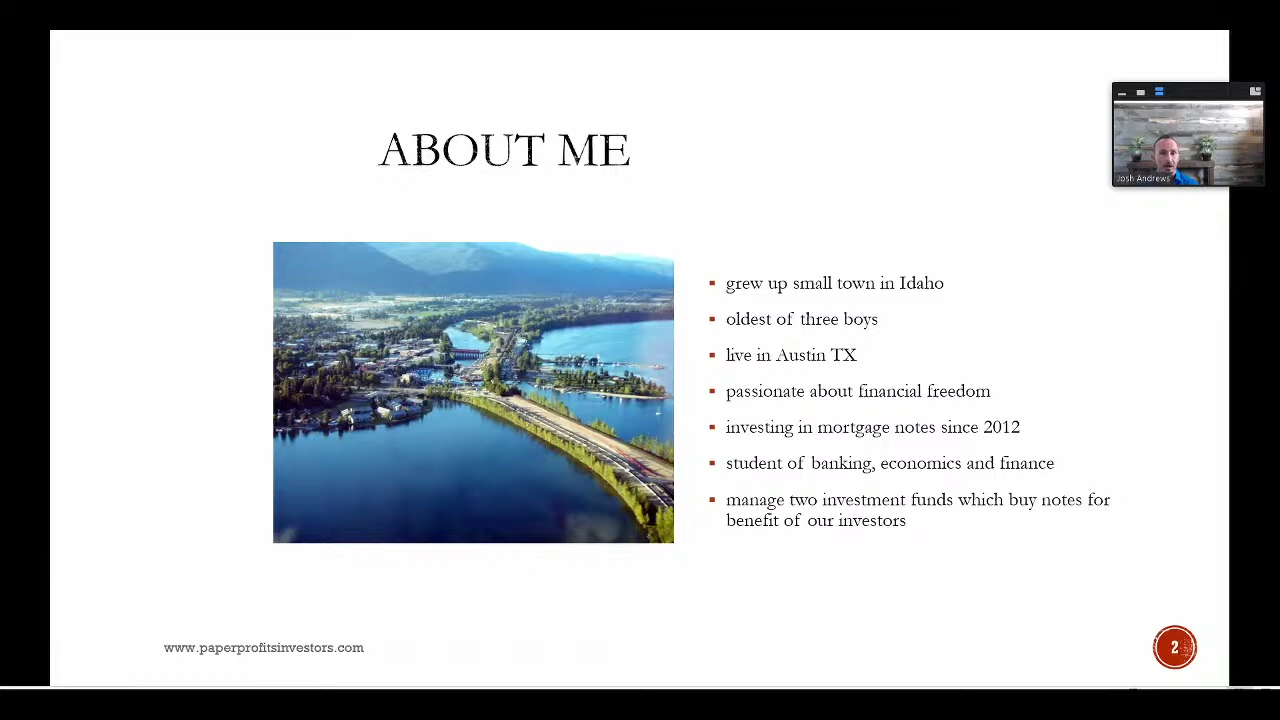 ABOUT ME
Josh Andrews
grew up small town in Idaho
oldest of three boys
live in Austin TX
passionate about financial freedom
investing in mortgage notes since 2012
student of banking, economics and finance
manage two investment funds which buy notes for
benefit of our investors
www.paperprofitsinvestors.com
2